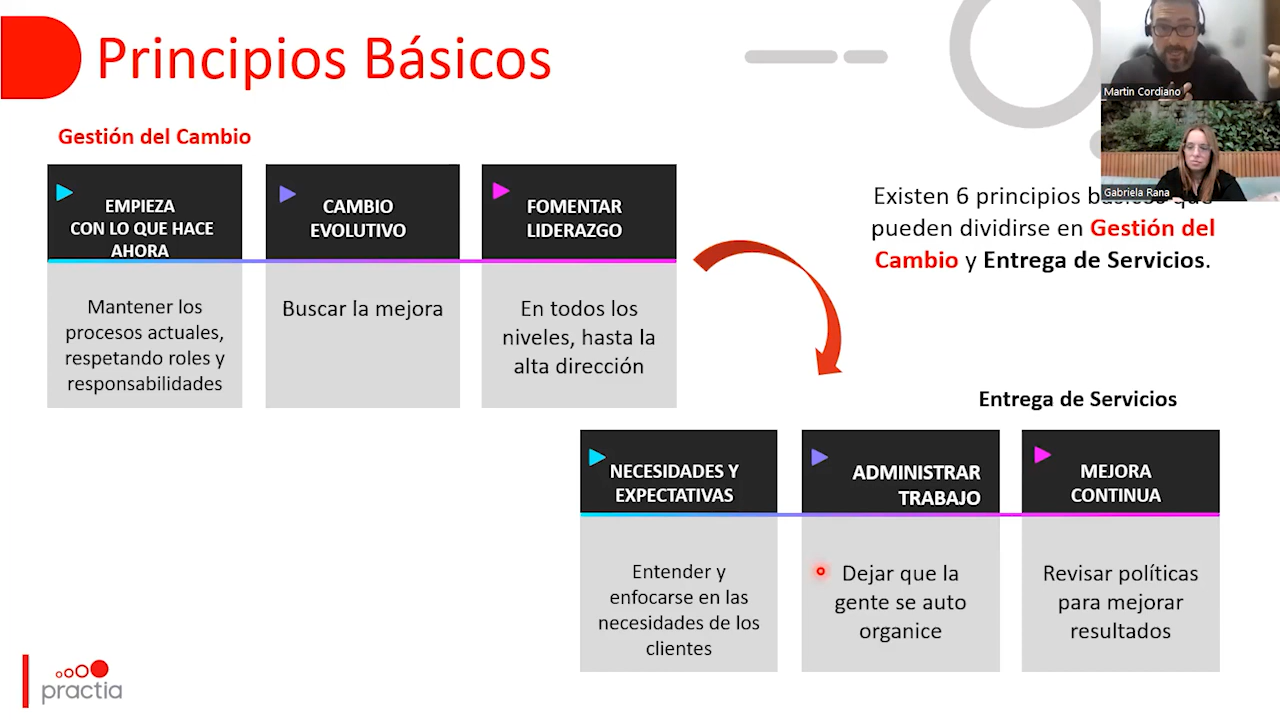 Principios Básicos
Gestión del Cambio
EMPIEZA
CON LO QUE HACE
AHORA
Mantener los
procesos actuales,
respetando roles y
responsabilidades
CAMBIO
EVOLUTIVO
Buscar la mejora
FOMENTAR
LIDERAZGO
En todos los
niveles, hasta la
alta dirección
Martin Cordiano
Gabriela Rana
Existen 6 principios
pueden dividirse en Gestión del
Cambio y Entrega de Servicios.
Entrega de Servicios
NECESIDADES Y
EXPECTATIVAS
Entender y
enfocarse en las
necesidades de los
clientes
ADMINISTRAR
TRABAJO
Dejar que la
gente se auto
organice
MEJORA
CONTINUA
Revisar políticas
para mejorar
resultados
practia